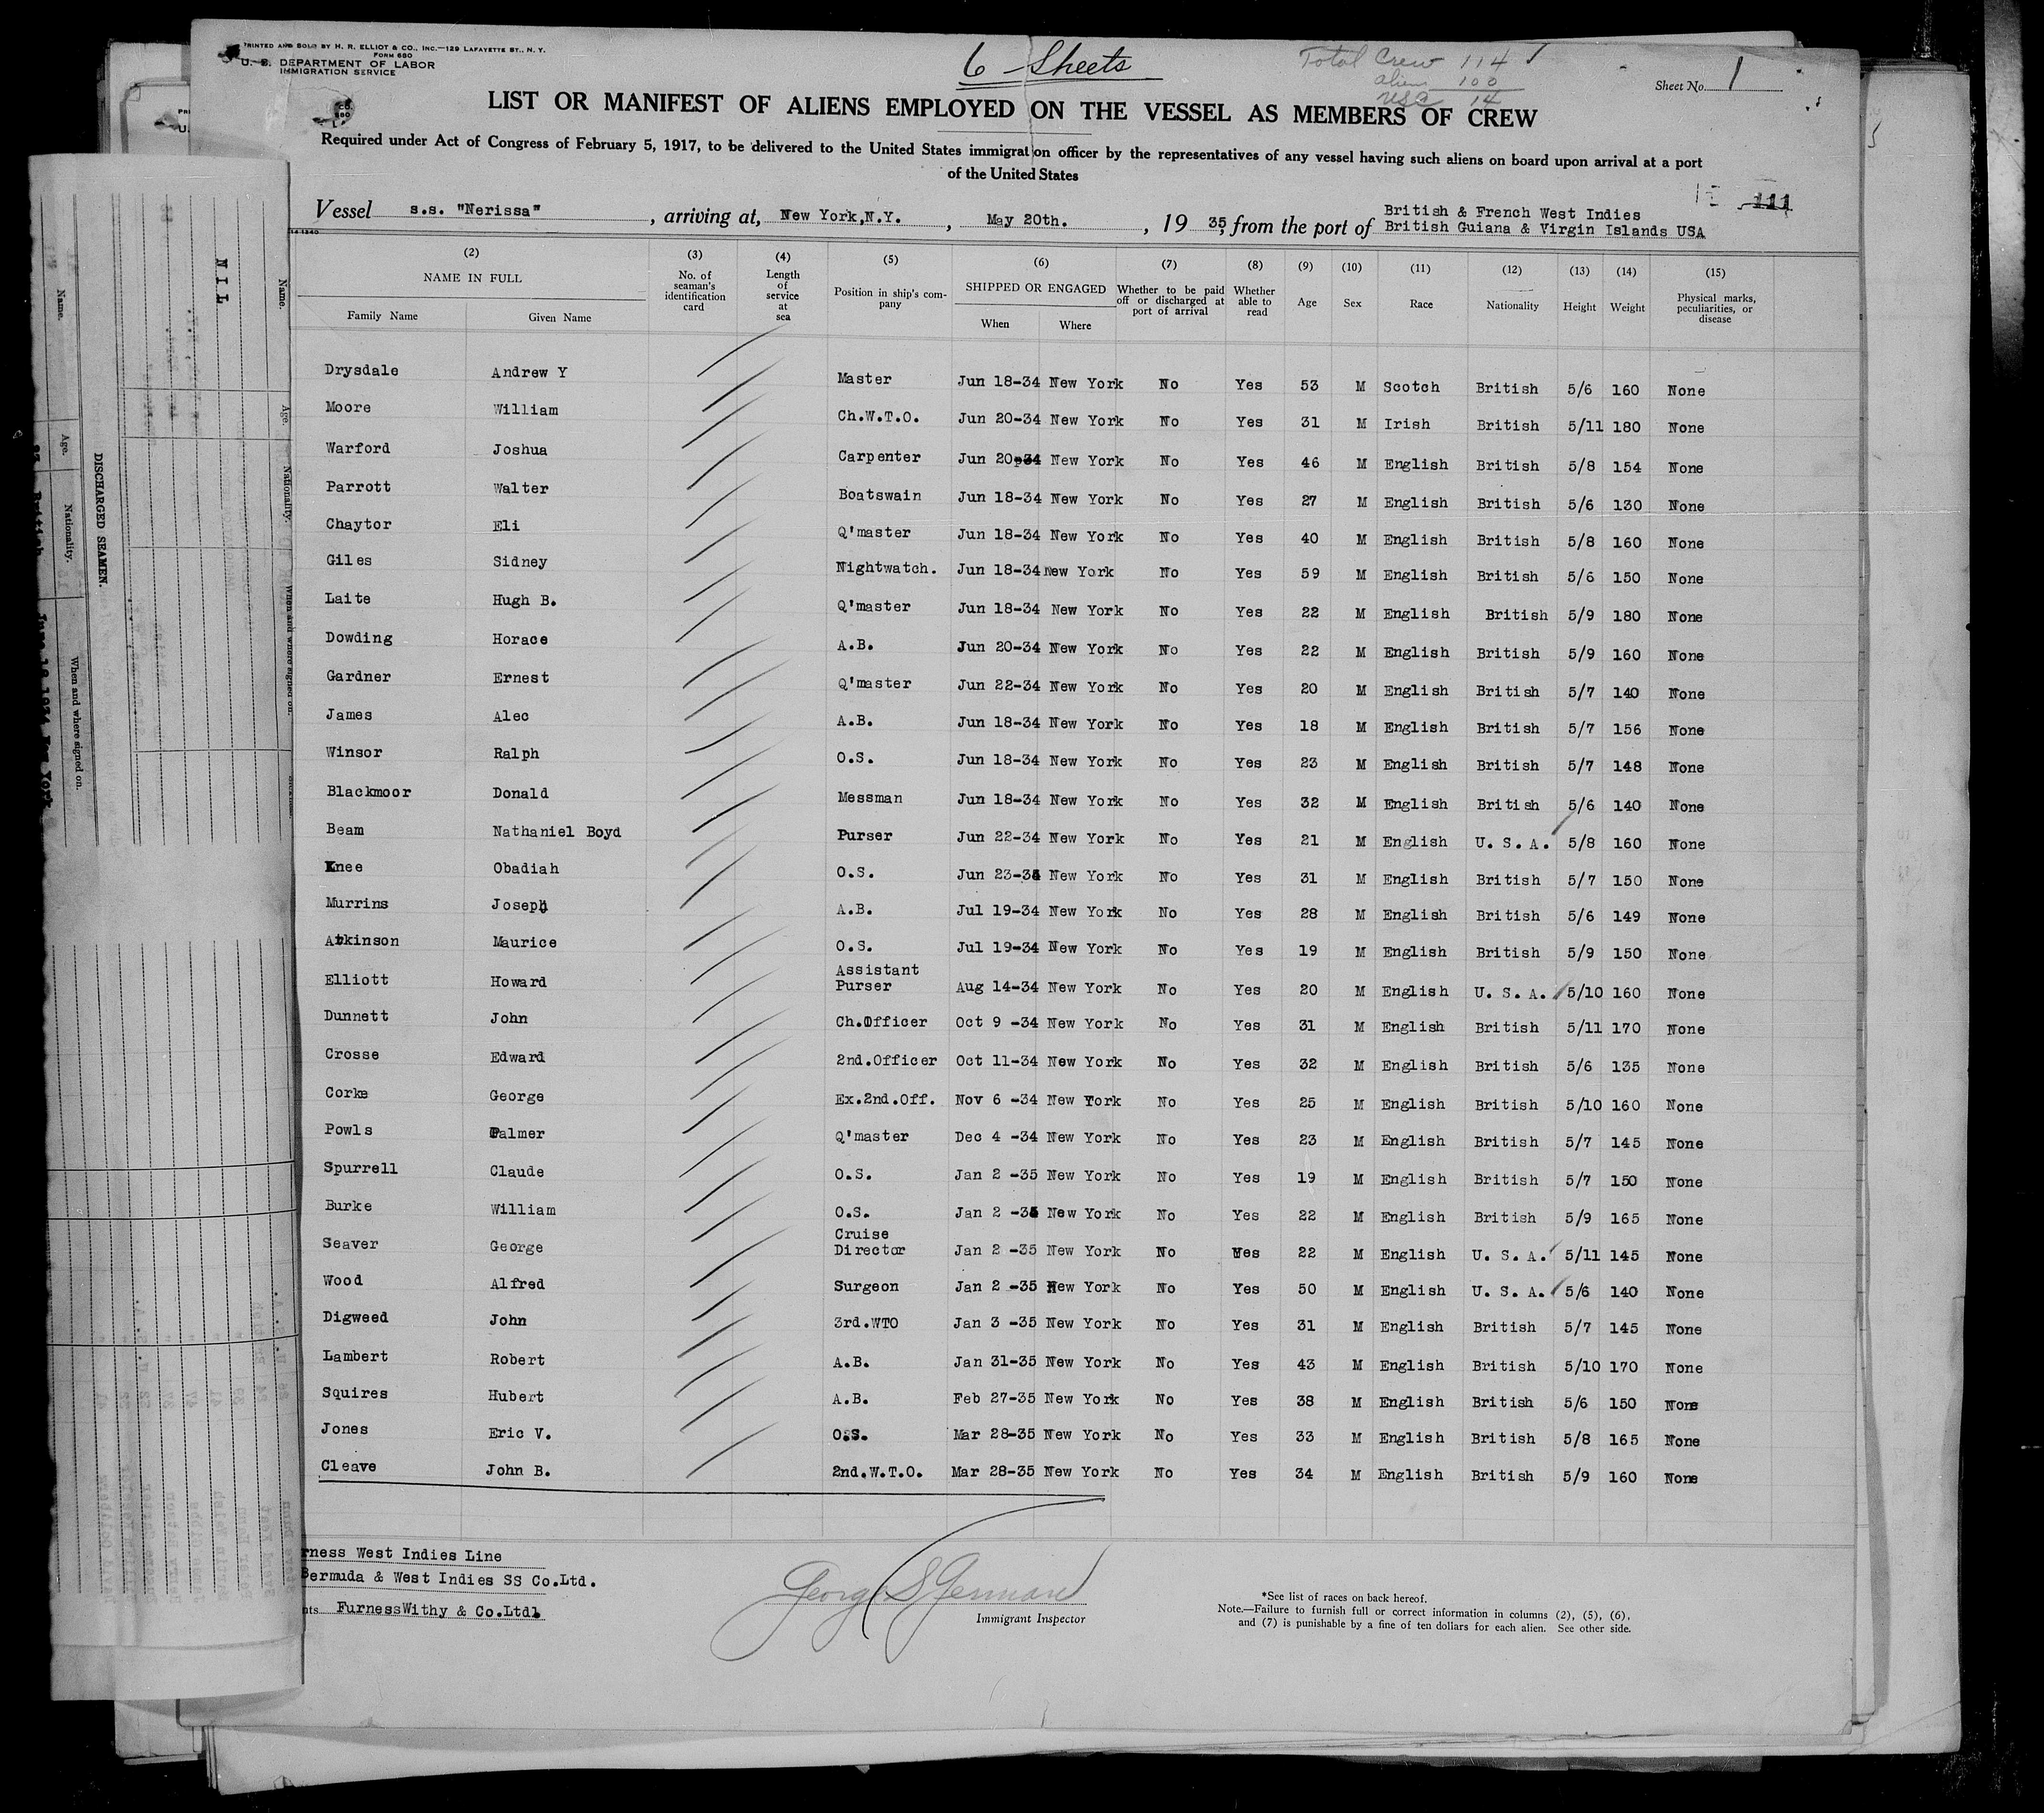 PRINTED AND SOLD BY H. R. ELLIOT & CO., INC.—129 LAFAYETTE ST., N. Y.
FORM 680
U. S. DEPARTMENT OF LABOR
IMMIGRATION SERVICE
6 Sheets
Total Crew 114
aliens 100
USC 14
Sheet No. 1
LIST OR MANIFEST OF ALIENS EMPLOYED ON THE VESSEL AS MEMBERS OF CREW
Required under Act of Congress of February 5, 1917, to be delivered to the United States immigration officer by the representatives of any vessel having such aliens on board upon arrival at a port
of the United States
111
Vessel s.s. "Nerissa", arriving at, New York,N.Y., May 20th., 1935, from the port of British & French West Indies
British Guiana & Virgin Islands USA
(2) (3) (4) (5) (6) (7) (8) (9) (10) (11) (12) (13) (14) (15)
NAME IN FULL No. of seaman's identification card Length of service at sea Position in ship's company SHIPPED OR ENGAGED Whether to be paid off or discharged at port of arrival Whether able to read Age Sex Race Nationality Height Weight Physical marks, peculiarities, or disease
Family Name Given Name When Where
Drysdale Andrew Y Master Jun 18-34 New York No Yes 53 M Scotch British 5/6 160 None
Moore William Ch.W.T.O. Jun 20-34 New York No Yes 31 M Irish British 5/11 180 None
Warford Joshua Carpenter Jun 20-34 New York No Yes 46 M English British 5/8 154 None
Parrott Walter Boatswain Jun 18-34 New York No Yes 27 M English British 5/6 130 None
Chaytor Eli Q'master Jun 18-34 New York No Yes 40 M English British 5/8 160 None
Giles Sidney Nightwatch. Jun 18-34 New York No Yes 59 M English British 5/6 150 None
Laite Hugh B. Q'master Jun 18-34 New York No Yes 22 M English British 5/9 180 None
Dowding Horace A.B. Jun 20-34 New York No Yes 22 M English British 5/9 160 None
Gardner Ernest Q'master Jun 22-34 New York No Yes 20 M English British 5/7 140 None
James Alec A.B. Jun 18-34 New York No Yes 18 M English British 5/7 156 None
Winsor Ralph O.S. Jun 18-34 New York No Yes 23 M English British 5/7 148 None
Blackmoor Donald Messman Jun 18-34 New York No Yes 32 M English British 5/6 140 None
Beam Nathaniel Boyd Purser Jun 22-34 New York No Yes 21 M English U. S. A. 5/8 160 None
Knee Obadiah O.S. Jun 23-34 New York No Yes 31 M English British 5/7 150 None
Murrins Joseph A.B. Jul 19-34 New York No Yes 28 M English British 5/6 149 None
Atkinson Maurice O.S. Jul 19-34 New York No Yes 19 M English British 5/9 150 None
Elliott Howard Assistant Purser Aug 14-34 New York No Yes 20 M English U. S. A. 5/10 160 None
Dunnett John Ch.Officer Oct 9 -34 New York No Yes 31 M English British 5/11 170 None
Crosse Edward 2nd.Officer Oct 11-34 New York No Yes 32 M English British 5/6 135 None
Corke George Ex.2nd.Off. Nov 6 -34 New York No Yes 25 M English British 5/10 160 None
Powls Palmer Q'master Dec 4 -34 New York No Yes 23 M English British 5/7 145 None
Spurrell Claude O.S. Jan 2 -35 New York No Yes 19 M English British 5/7 150 None
Burke William O.S. Jan 2 -35 New York No Yes 22 M English British 5/9 165 None
Seaver George Cruise Director Jan 2 -35 New York No Yes 22 M English U. S. A. 5/11 145 None
Wood Alfred Surgeon Jan 2 -35 New York No Yes 50 M English U. S. A. 5/6 140 None
Digweed John 3rd.WTO Jan 3 -35 New York No Yes 31 M English British 5/7 145 None
Lambert Robert A.B. Jan 31-35 New York No Yes 43 M English British 5/10 170 None
Squires Hubert A.B. Feb 27-35 New York No Yes 38 M English British 5/6 150 None
Jones Eric V. O.S. Mar 28-35 New York No Yes 33 M English British 5/8 165 None
Cleave John B. 2nd.W.T.O. Mar 28-35 New York No Yes 34 M English British 5/9 160 None
rness West Indies Line
Bermuda & West Indies SS Co.Ltd.
nts FurnessWithy & Co.Ltd.
George S Germane
Immigrant Inspector
*See list of races on back hereof.
Note.—Failure to furnish full or correct information in columns (2), (5), (6),
and (7) is punishable by a fine of ten dollars for each alien. See other side.
NIL
Name. Age. Nationality. When and where signed on.
DISCHARGED SEAMEN.
Name. Age. Nationality. When and where signed on.